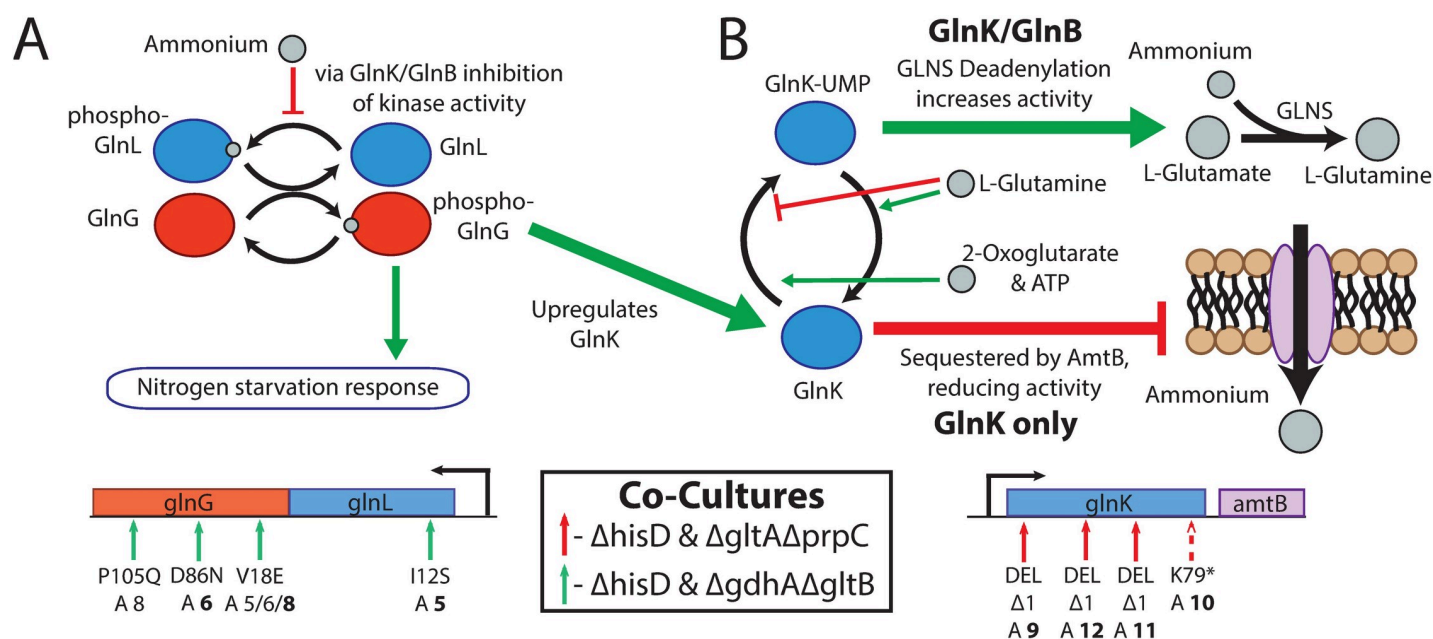 A
Ammonium
via GlnK/GlnB inhibition
of kinase activity
phospho-
GlnL
GlnL
GlnG
phospho-
GlnG
Upregulates
GlnK
Nitrogen starvation response
B
GlnK/GlnB
GlnK-UMP
GLNS Deadenylation
increases activity
Ammonium
GLNS
L-Glutamate
L-Glutamine
L-Glutamine
2-Oxoglutarate
& ATP
GlnK
Sequestered by AmtB,
reducing activity
GlnK only
Ammonium
glnG
glnL
P105Q
A 8
D86N
A 6
V18E
A 5/6/8
I12S
A 5
Co-Cultures
- ΔhisD & ΔgltAΔprpC
- ΔhisD & ΔgdhAΔgltB
glnK
amtB
DEL
Δ1
A 9
DEL
Δ1
A 12
DEL
Δ1
A 11
K79*
A 10